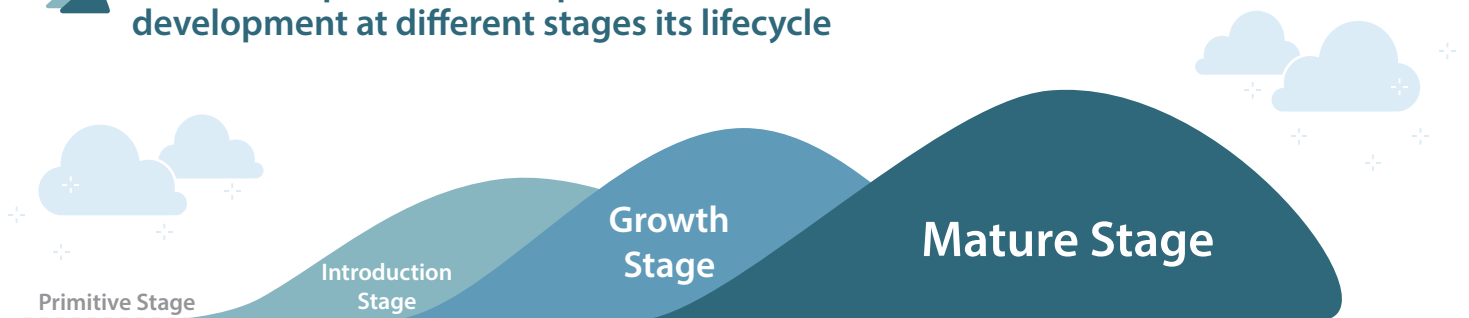 development at different stages its lifecycle
Growth
Stage
Mature Stage
Introduction
Stage
Primitive Stage